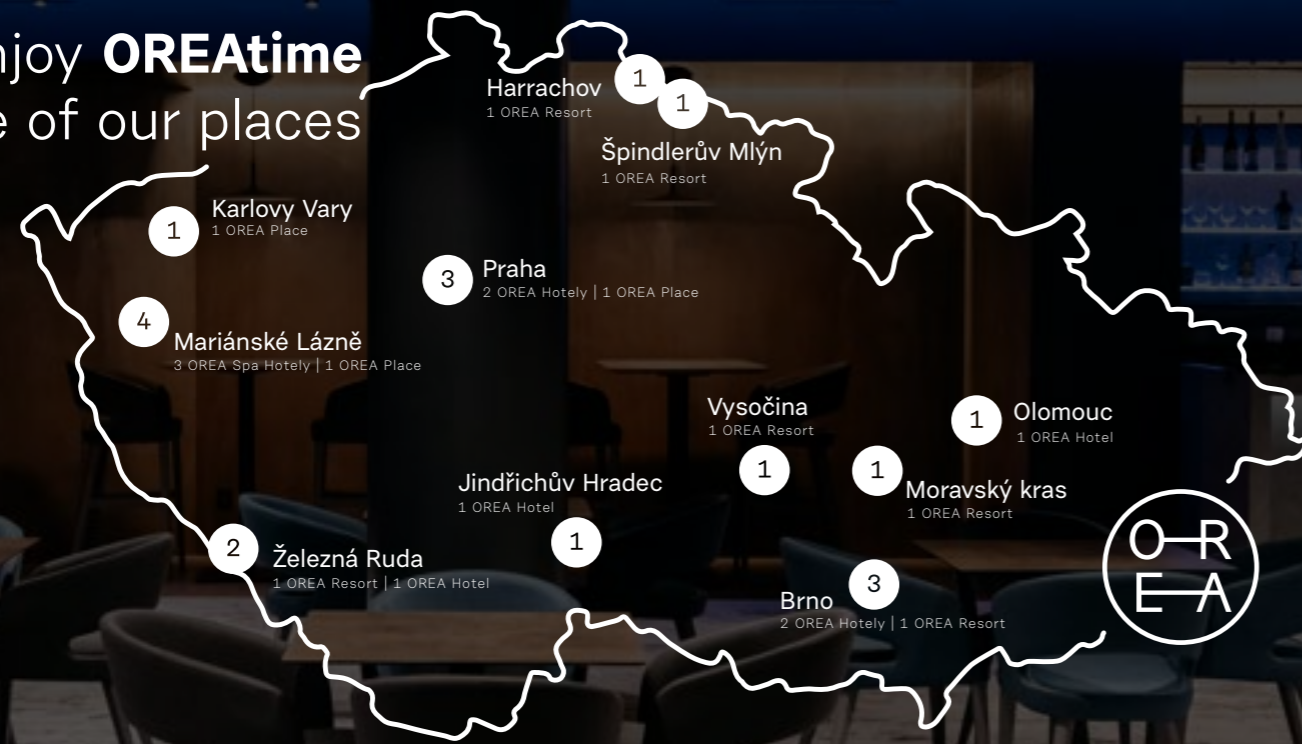 OREAtime
of our places
Harrachov
1 OREA Resort
1
1
Špindlerův Mlýn
1 OREA Resort
1
Karlovy Vary
1 OREA Place
3
Praha
2 OREA Hotely | 1 OREA Place
4
Mariánské Lázně
3 OREA Spa Hotely | 1 OREA Place
Vysočina
1 OREA Resort
1
1
Olomouc
1 OREA Hotel
1
Moravský kras
1 OREA Resort
Jindřichův Hradec
1 OREA Hotel
1
2
Železná Ruda
1 OREA Resort | 1 OREA Hotel
3
Brno
2 OREA Hotely | 1 OREA Resort
O R
E A